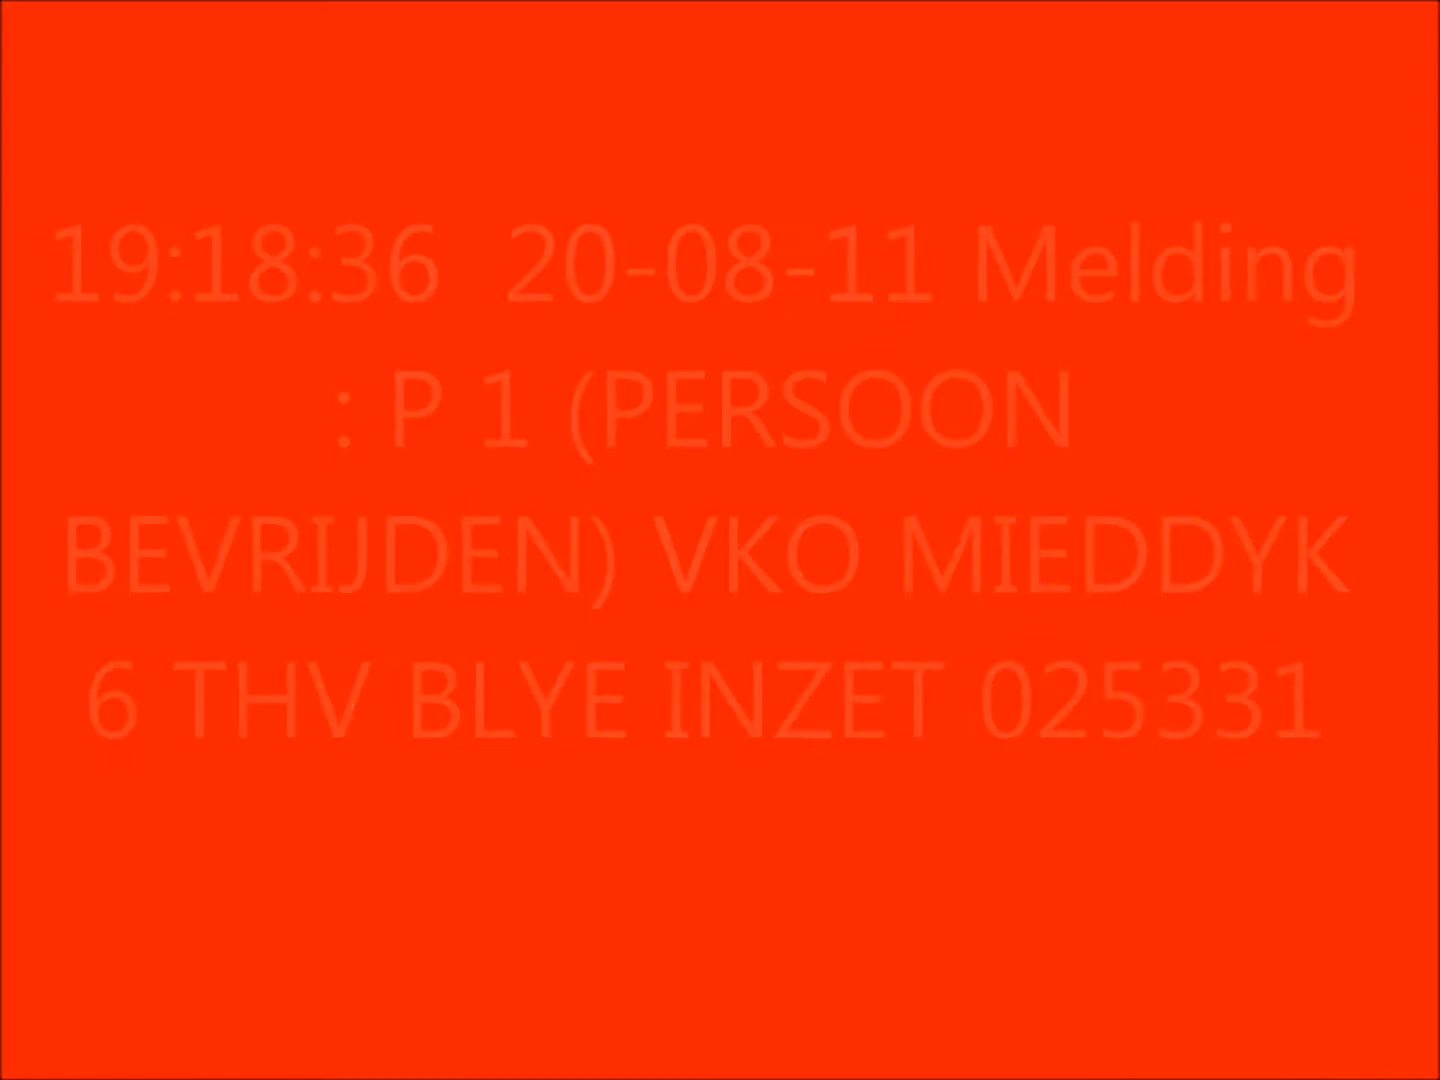 19:18:36  20-08-11 Melding
: P 1 (PERSOON
BEVRIJDEN) VKO MIEDDYK
6 THV BLYE INZET 025331